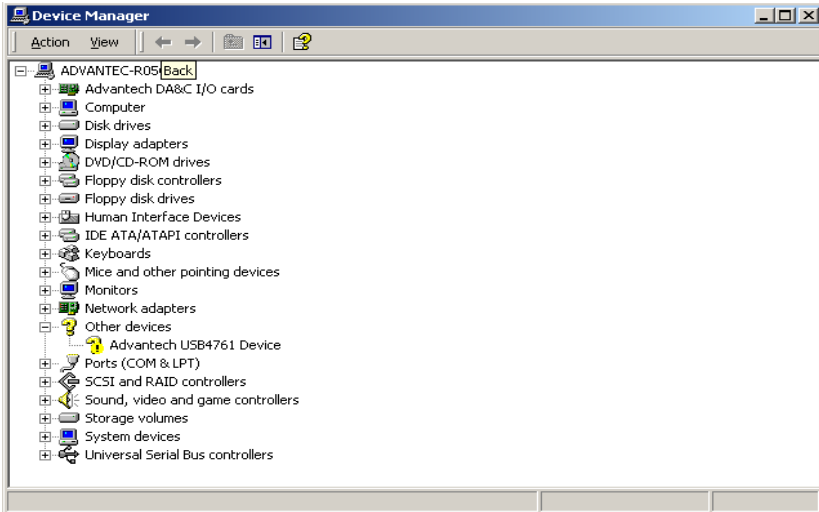 Device Manager
Action View
ADVANTEC-R05
Back
Advantech DA&C I/O cards
Computer
Disk drives
Display adapters
DVD/CD-ROM drives
Floppy disk controllers
Floppy disk drives
Human Interface Devices
IDE ATA/ATAPI controllers
Keyboards
Mice and other pointing devices
Monitors
Network adapters
Other devices
Advantech USB4761 Device
Ports (COM & LPT)
SCSI and RAID controllers
Sound, video and game controllers
Storage volumes
System devices
Universal Serial Bus controllers